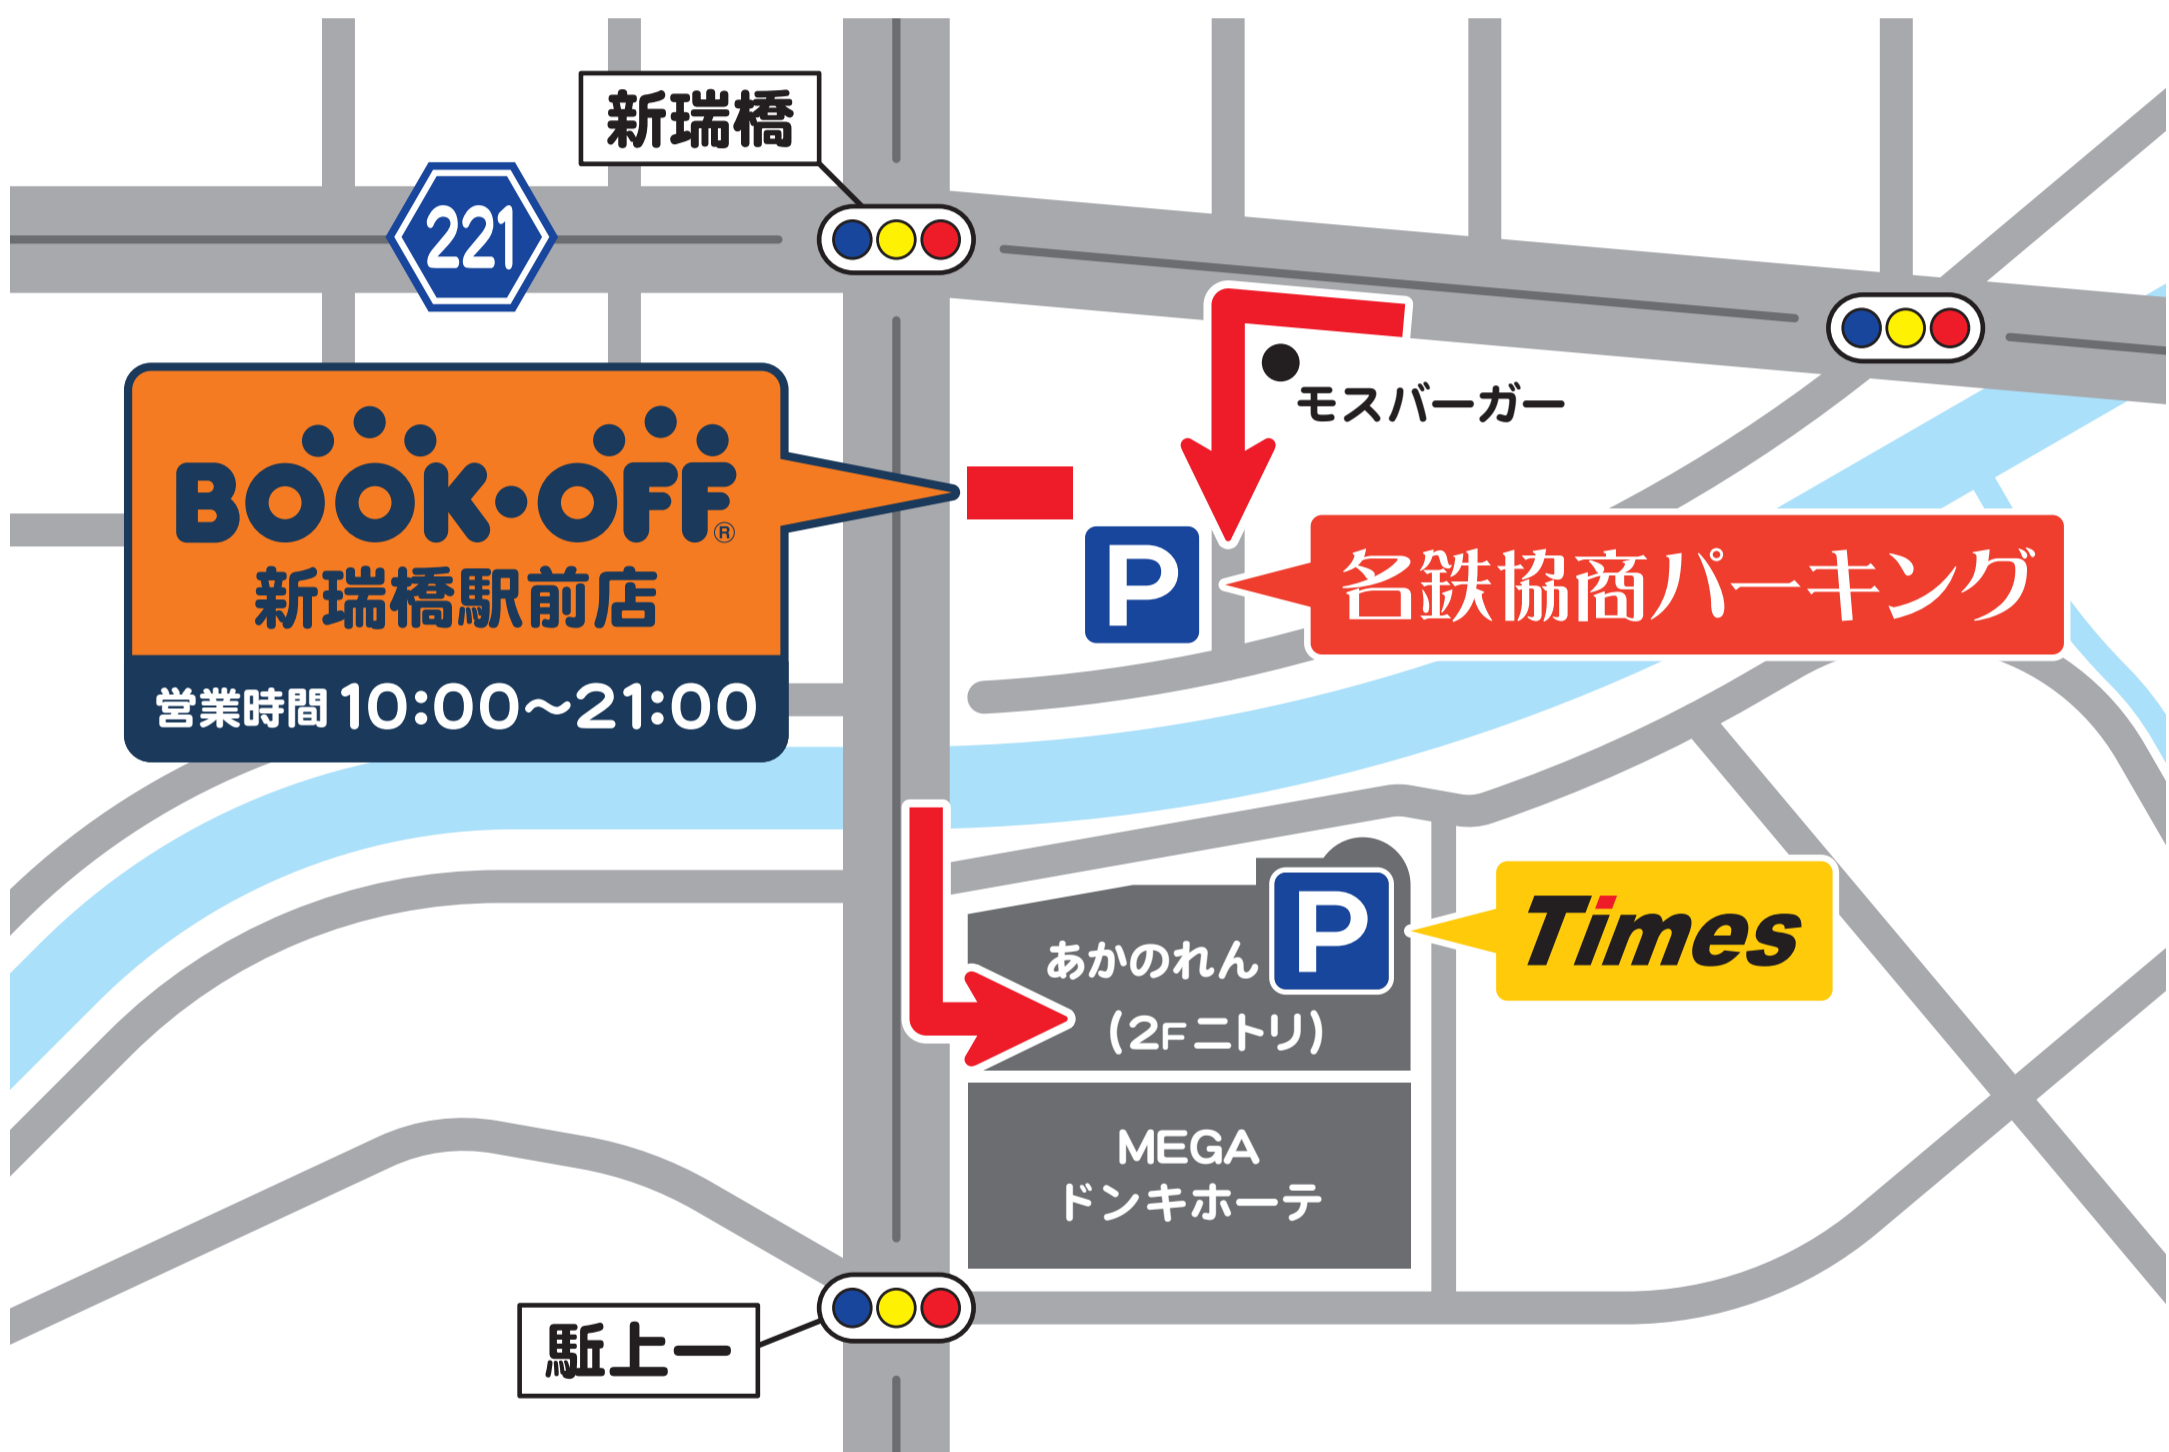 新瑞橋
221
モスバーガー
BOOK・OFF®
新瑞橋駅前店
営業時間 10:00～21:00
P
名鉄協商パーキング
P
Times
あかのれん
(2Fニトリ)
MEGA
ドンキホーテ
駈上一